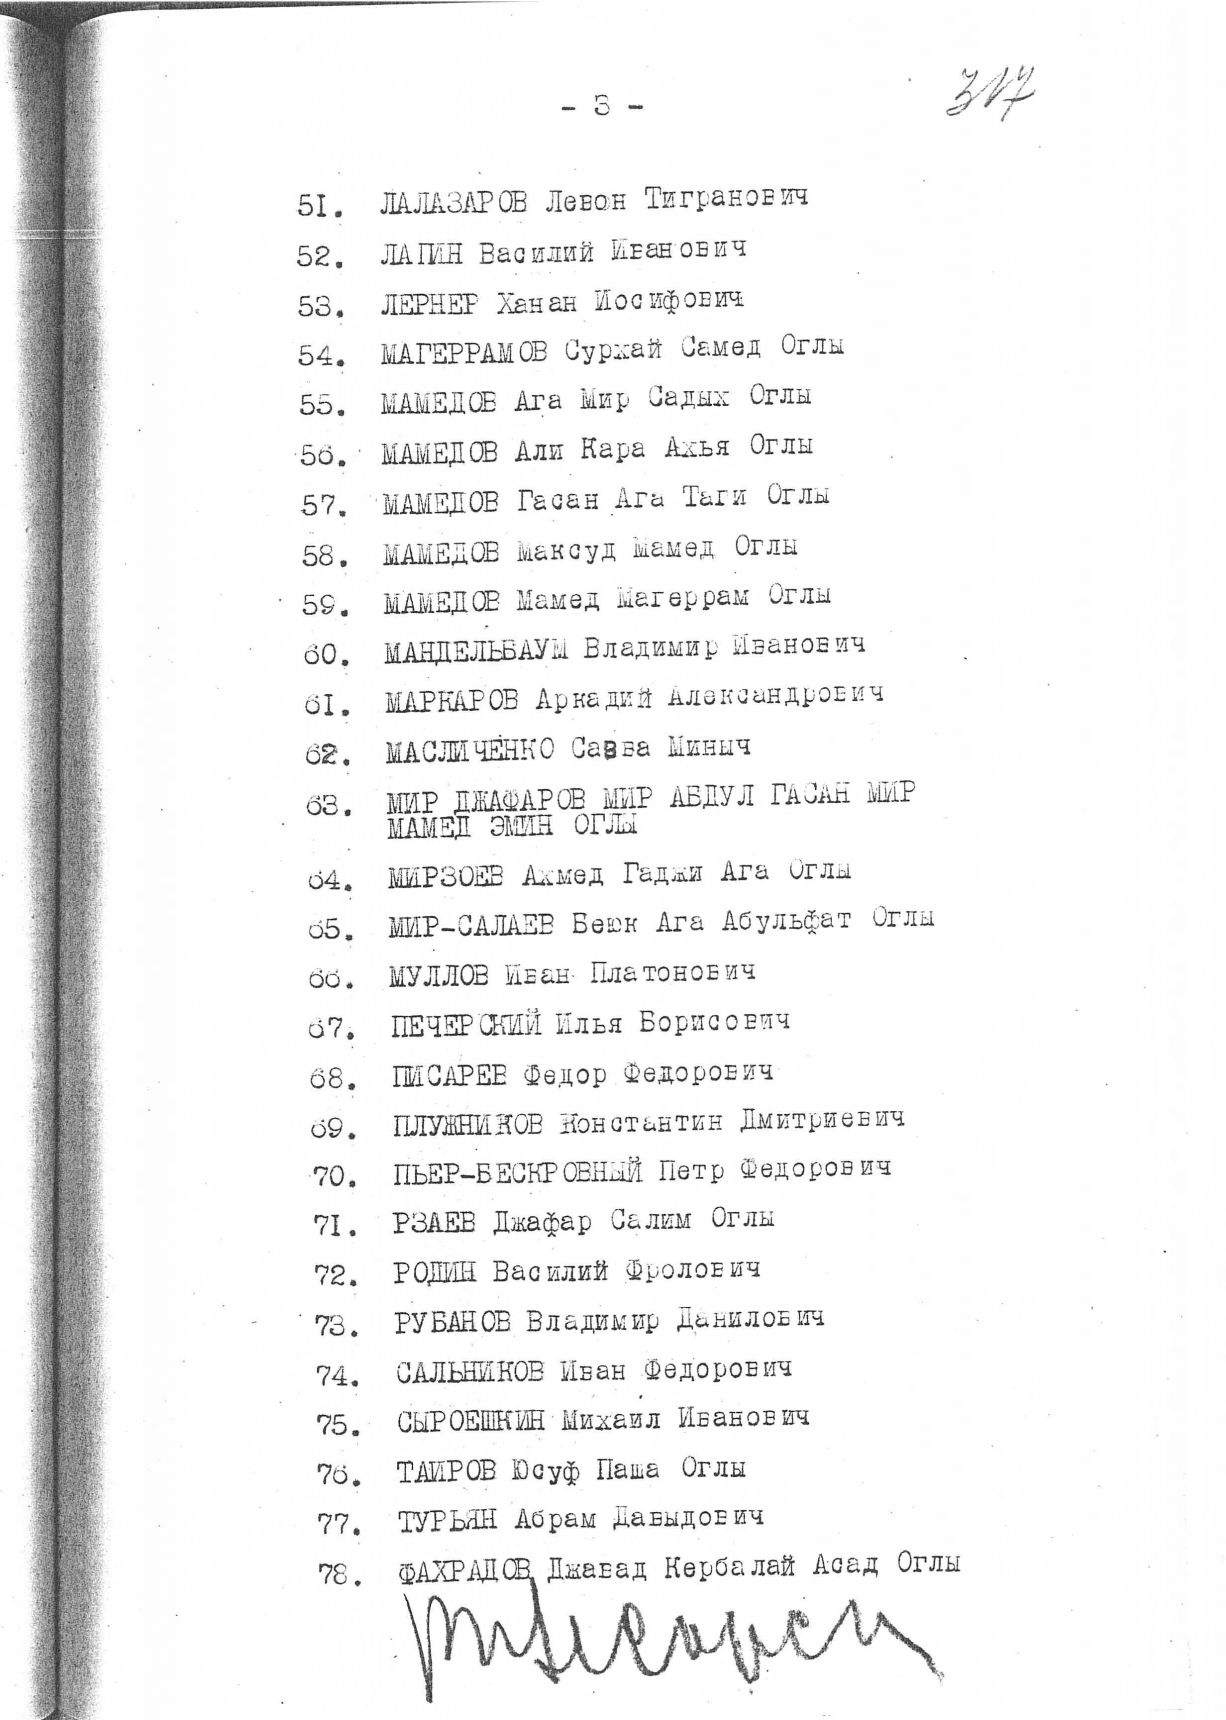 - 3 -
317
51. ЛАЛАЗАРОВ Левон Тигранович
52. ЛАПИН Василий Иванович
53. ЛЕРНЕР Ханан Иосифович
54. МАГЕРРАМОВ Сурхай Самед Оглы
55. МАМЕДОВ Ага Мир Садых Оглы
56. МАМЕДОВ Али Кара Ахья Оглы
57. МАМЕДОВ Гасан Ага Таги Оглы
58. МАМЕДОВ Максуд Мамед Оглы
59. МАМЕДОВ Мамед Магеррам Оглы
60. МАНДЕЛЬБАУМ Владимир Иванович
61. МАРКАРОВ Аркадий Александрович
62. МАСЛИЧЕНКО Савва Миныч
63. МИР ДЖАФАРОВ МИР АБДУЛ ГАСАН МИР
МАМЕД ЭМИН ОГЛЫ
64. МИРЗОЕВ Ахмед Гаджи Ага Оглы
65. МИР-САЛАЕВ Беюк Ага Абульфат Оглы
66. МУЛЛОВ Иван Платонович
67. ПЕЧЕРСКИЙ Илья Борисович
68. ПИСАРЕВ Федор Федорович
69. ПЛУЖНИКОВ Константин Дмитриевич
70. ПЬЕР-БЕСКРОВНЫЙ Петр Федорович
71. РЗАЕВ Джафар Салим Оглы
72. РОДИН Василий Фролович
73. РУБАНОВ Владимир Данилович
74. САЛЬНИКОВ Иван Федорович
75. СЫРОЕШКИН Михаил Иванович
76. ТАИРОВ Юсуф Паша Оглы
77. ТУРЬЯН Абрам Давыдович
78. ФАХРАДОВ Джавад Кербалай Асад Оглы